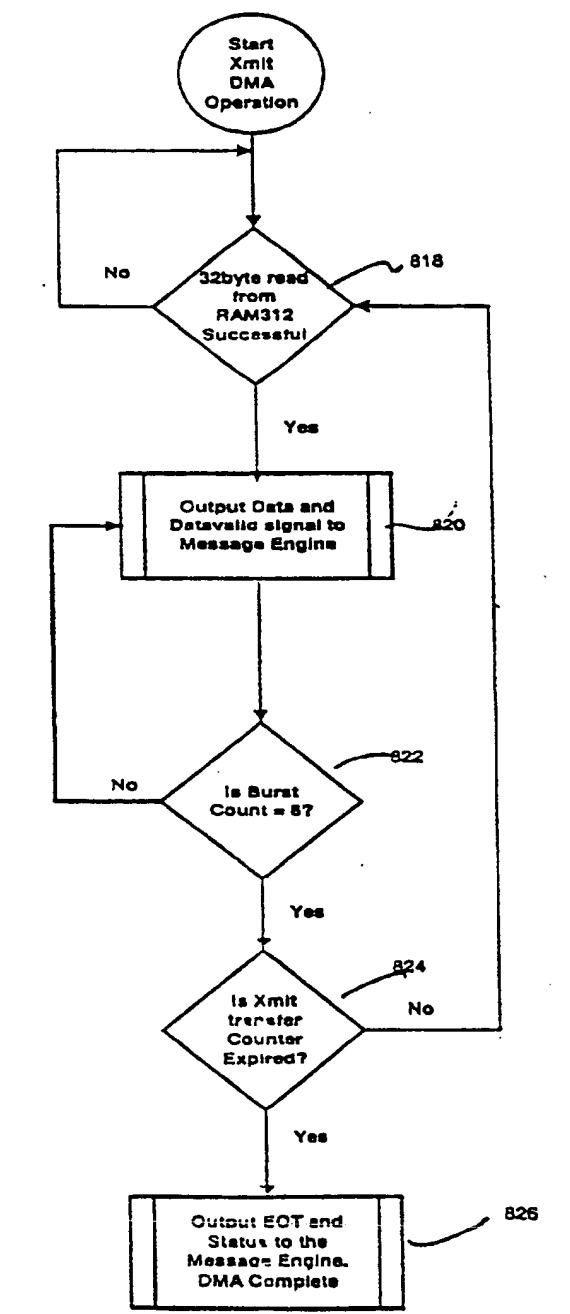 Start
Xmit
DMA
Operation
No
32byte read
from
RAM312
Successful
818
Yes
Output Data and
Datavalid signal to
Message Engine
820
Is Burst
Count = 8?
822
No
Yes
Is Xmit
transfer
Counter
Expired?
824
No
Yes
Output EOT and
Status to the
Message Engine.
DMA Complete
826